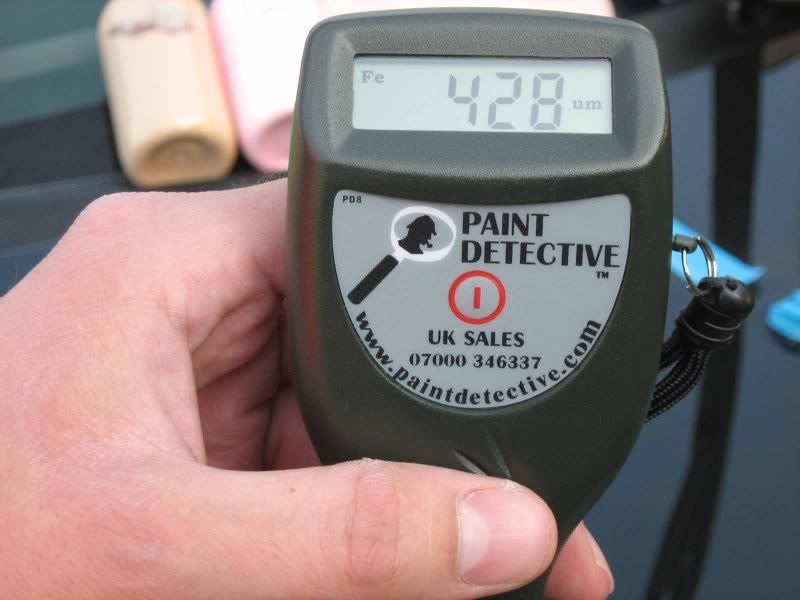 Fe 428 um
PD8
PAINT
DETECTIVE
™
UK SALES
07000 346337
www.paintdetective.com